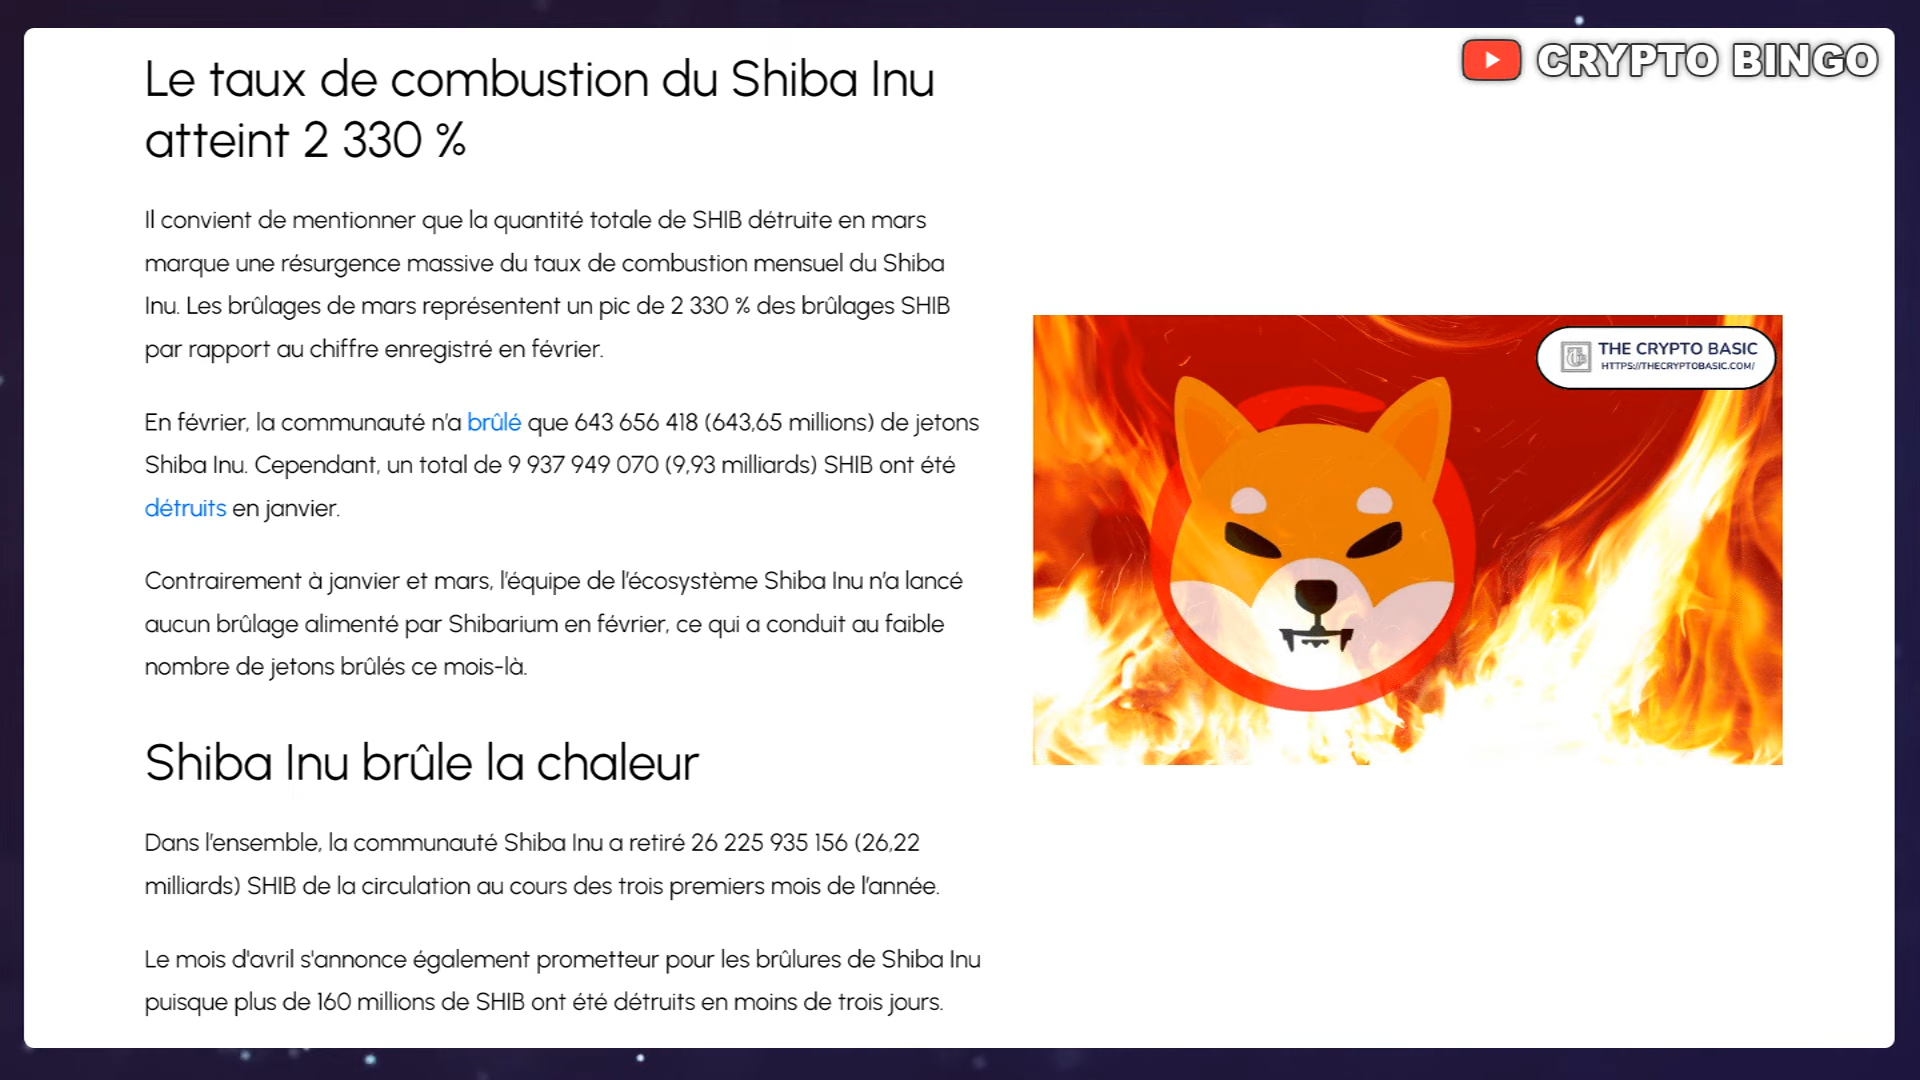 CRYPTO BINGO
Le taux de combustion du Shiba Inu
atteint 2 330 %
Il convient de mentionner que la quantité totale de SHIB détruite en mars
marque une résurgence massive du taux de combustion mensuel du Shiba
Inu. Les brûlages de mars représentent un pic de 2 330 % des brûlages SHIB
par rapport au chiffre enregistré en février.
En février, la communauté n'a brûlé que 643 656 418 (643,65 millions) de jetons
Shiba Inu. Cependant, un total de 9 937 949 070 (9,93 milliards) SHIB ont été
détruits en janvier.
Contrairement à janvier et mars, l'équipe de l'écosystème Shiba Inu n'a lancé
aucun brûlage alimenté par Shibarium en février, ce qui a conduit au faible
nombre de jetons brûlés ce mois-là.
Shiba Inu brûle la chaleur
Dans l'ensemble, la communauté Shiba Inu a retiré 26 225 935 156 (26,22
milliards) SHIB de la circulation au cours des trois premiers mois de l'année.
Le mois d'avril s'annonce également prometteur pour les brûlures de Shiba Inu
puisque plus de 160 millions de SHIB ont été détruits en moins de trois jours.
THE CRYPTO BASIC
HTTPS://THECRYPTOBASIC.COM/